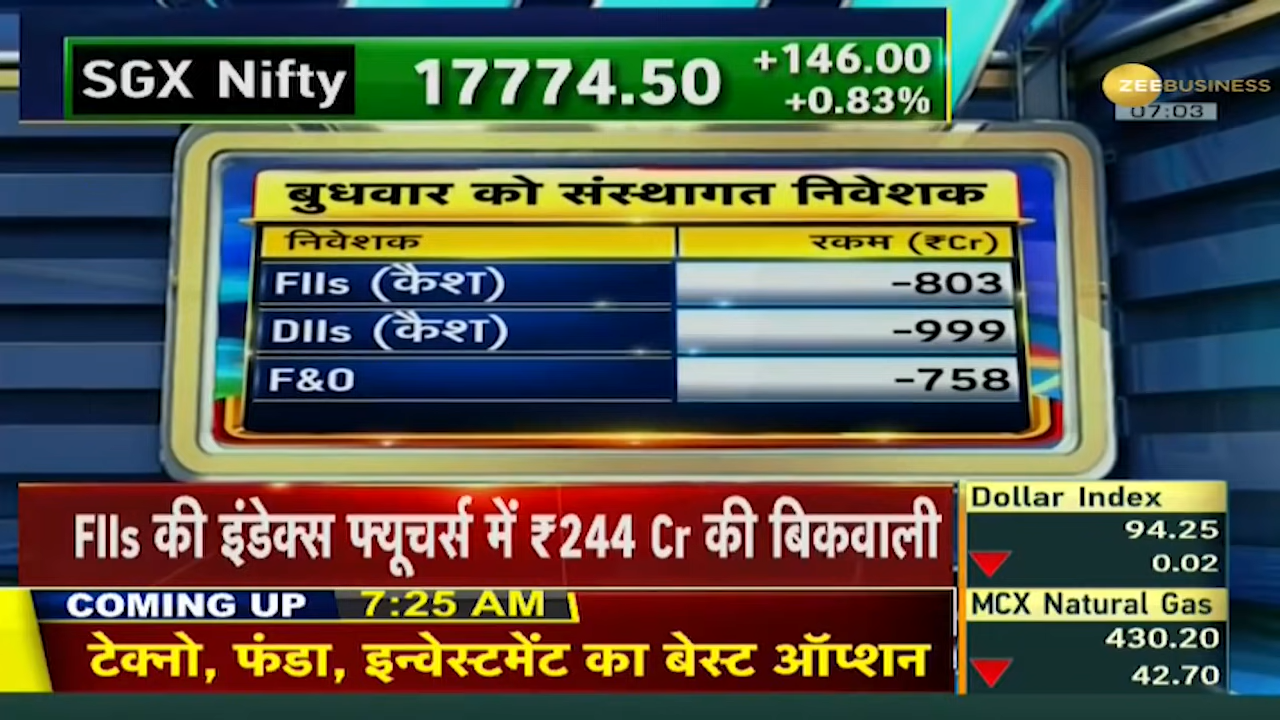 SGX Nifty 17774.50 +146.00
+0.83%
ZEEBUSINESS
07:03
बुधवार को संस्थागत निवेशक
निवेशक रकम (₹Cr)
FIIs (कैश) -803
DIIs (कैश) -999
F&O -758
FIIs की इंडेक्स फ्यूचर्स में ₹244 Cr की बिकवाली
COMING UP 7:25 AM
टेक्नो, फंडा, इन्वेस्टमेंट का बेस्ट ऑप्शन
Dollar Index
94.25
0.02
MCX Natural Gas
430.20
42.70